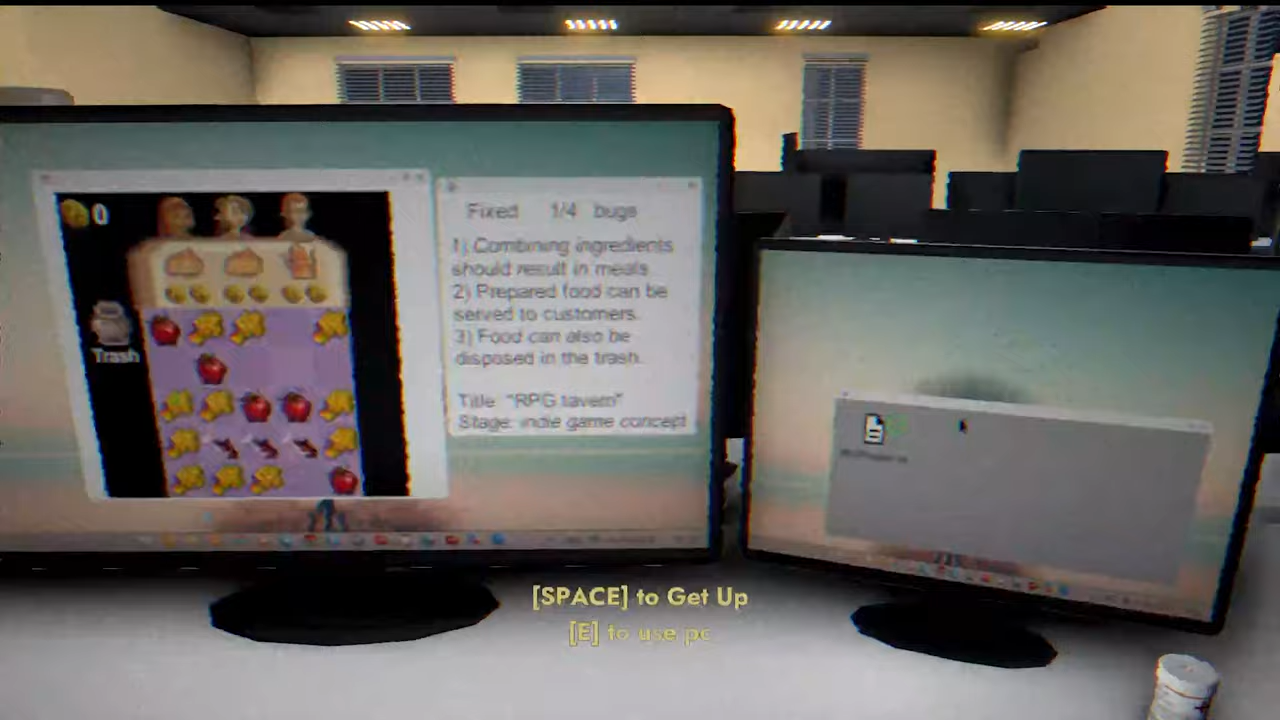 0
Trash
Fixed 1/4 bugs
1) Combining ingredients
should result in meals
2) Prepared food can be
served to customers.
3) Food can also be
disposed in the trash.
Title: "RPG tavern"
Stage: indie game concept
[SPACE] to Get Up
[E] to use pc